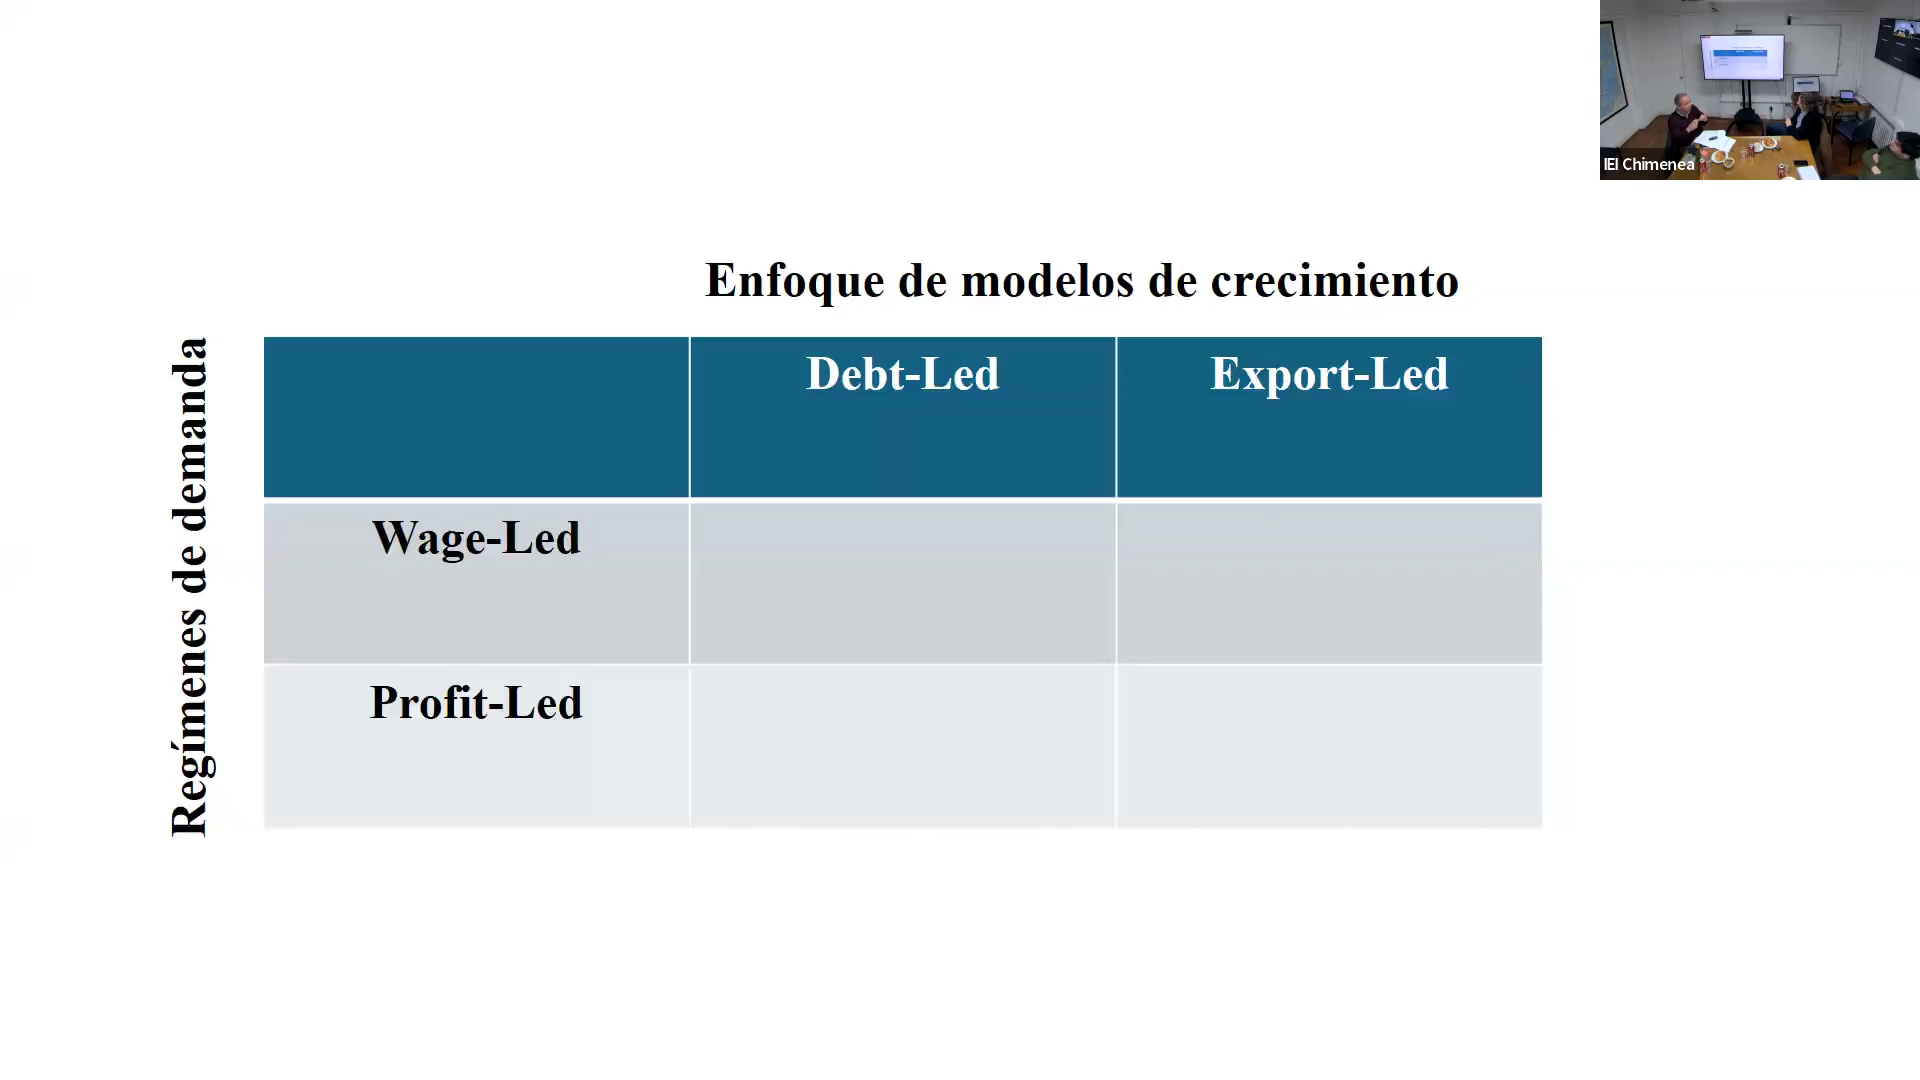 IEI Chimenea
Enfoque de modelos de crecimiento
Regímenes de demanda
Debt-Led
Export-Led
Wage-Led
Profit-Led